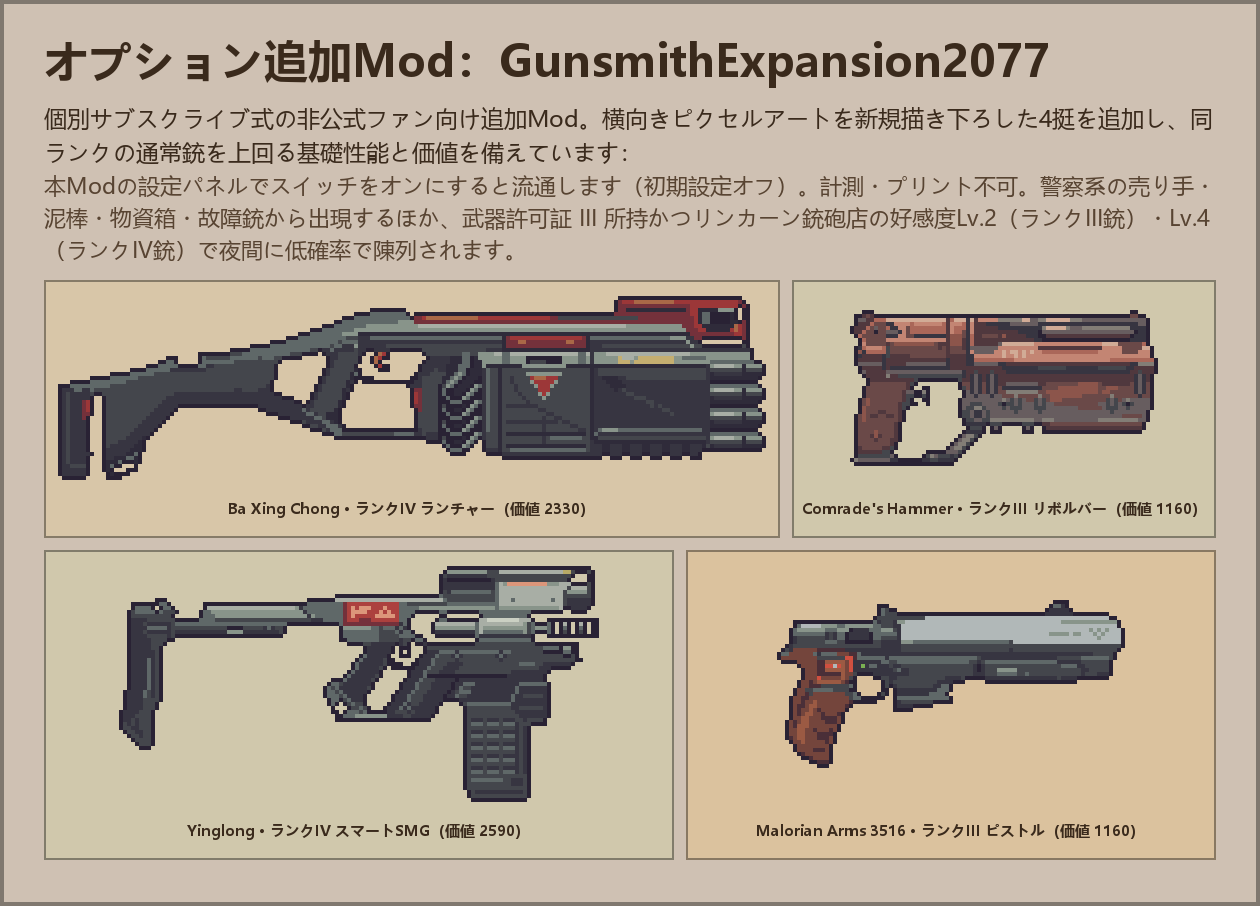 オプション追加Mod：GunsmithExpansion2077
個別サブスクライブ式の非公式ファン向け追加Mod。横向きピクセルアートを新規描き下ろした4挺を追加し、同
ランクの通常銃を上回る基礎性能と価値を備えています：
本Modの設定パネルでスイッチをオンにすると流通します（初期設定オフ）。計測・プリント不可。警察系の売り手・
泥棒・物資箱・故障銃から出現するほか、武器許可証 III 所持かつリンカーン銃砲店の好感度Lv.2（ランクIII銃）・Lv.4
（ランクIV銃）で夜間に低確率で陳列されます。
Ba Xing Chong・ランクIV ランチャー（価値 2330）
Comrade's Hammer・ランクIII リボルバー（価値 1160）
Yinglong・ランクIV スマートSMG（価値 2590）
Malorian Arms 3516・ランクIII ピストル（価値 1160）